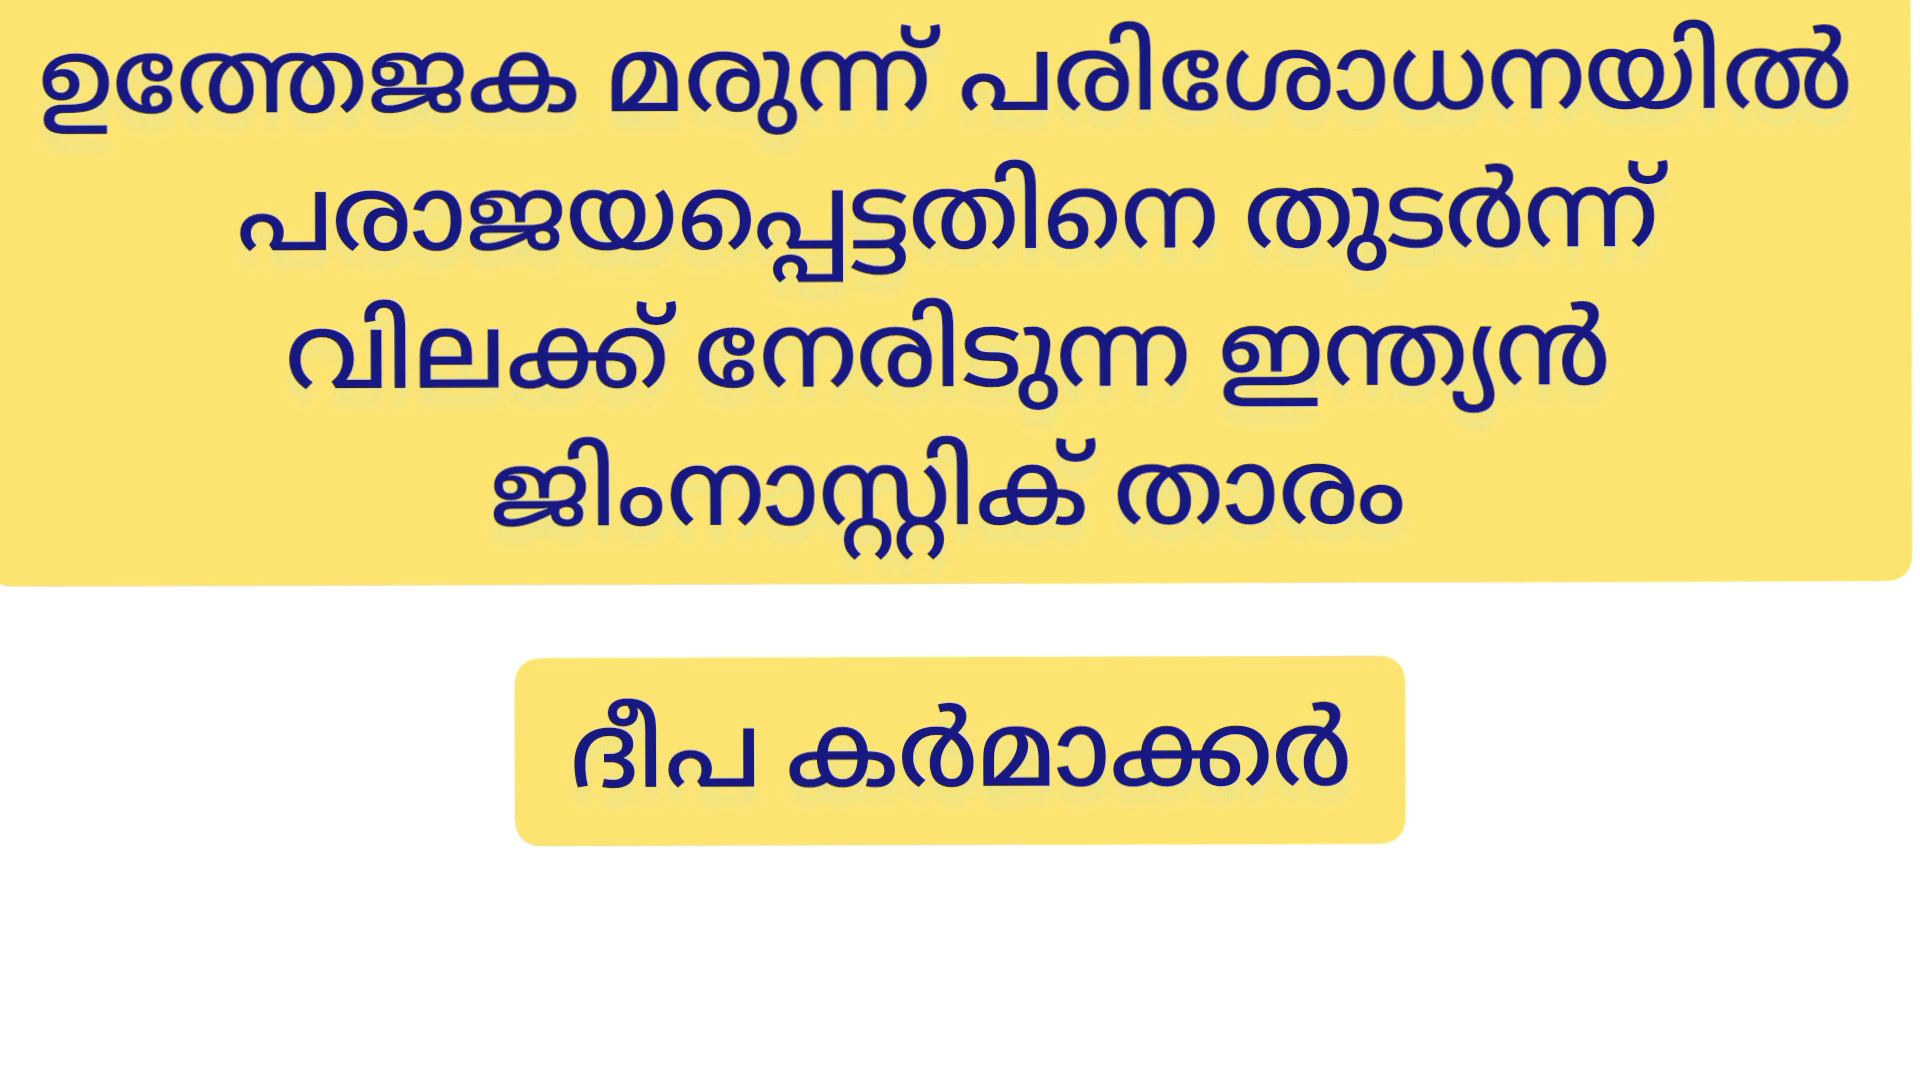 ഉത്തേജക മരുന്ന് പരിശോധനയിൽ
പരാജയപ്പെട്ടതിനെ തുടർന്ന്
വിലക്ക് നേരിടുന്ന ഇന്ത്യൻ
ജിംനാസ്റ്റിക് താരം
ദീപ കർമാക്കർ